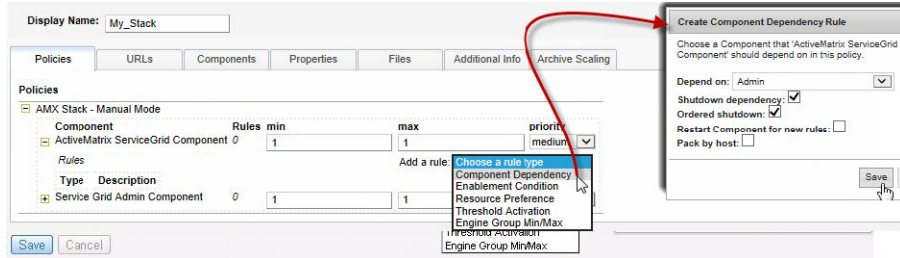 Display Name: My_Stack
Policies URLs Components Properties Files Additional Info Archive Scaling
Policies
AMX Stack - Manual Mode
Component Rules min max priority
ActiveMatrix ServiceGrid Component 0 1 1 medium
Rules Add a rule: Choose a rule type
Component Dependency
Enablement Condition
Resource Preference
Threshold Activation
Engine Group Min/Max
Type Description
Service Grid Admin Component 0 1 1
Threshold Activation
Engine Group Min/Max
Save Cancel
Create Component Dependency Rule
Choose a Component that 'ActiveMatrix ServiceGrid
Component' should depend on in this policy.
Depend on: Admin
Shutdown dependency:
Ordered shutdown:
Restart Component for new rules:
Pack by host:
Save